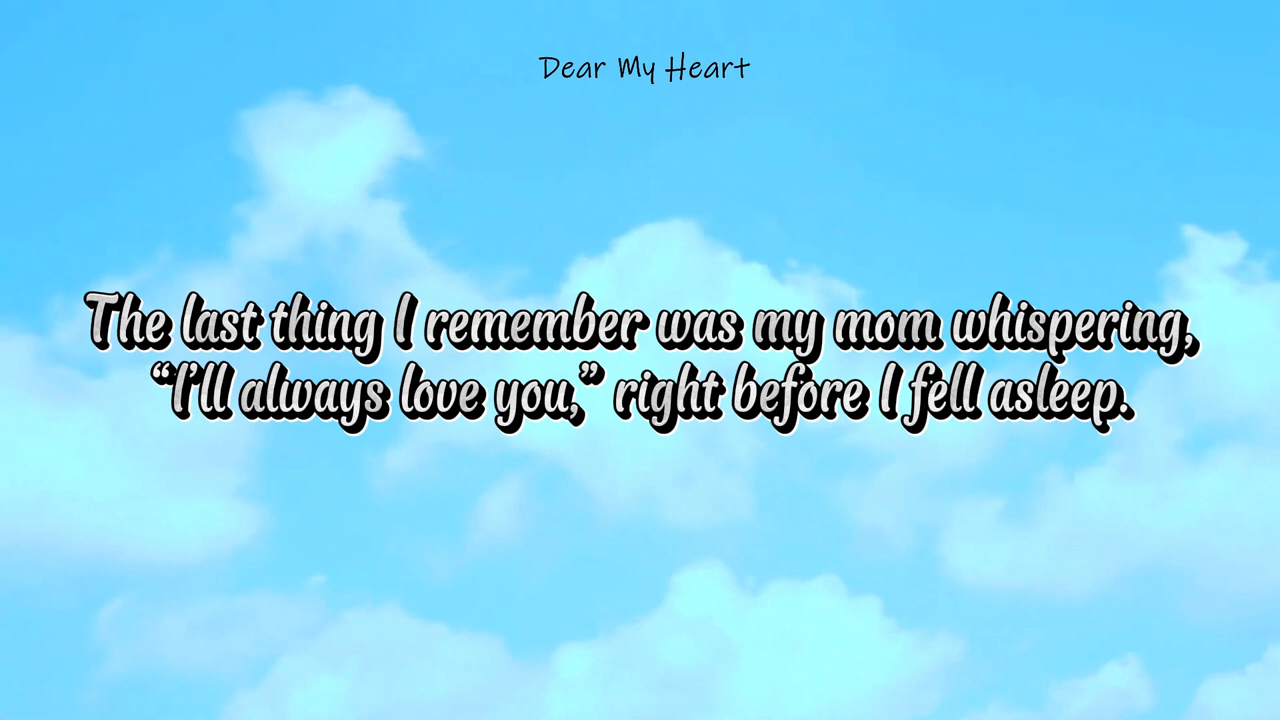 Dear My Heart
The last thing I remember was my mom whispering,
“I’ll always love you,” right before I fell asleep.